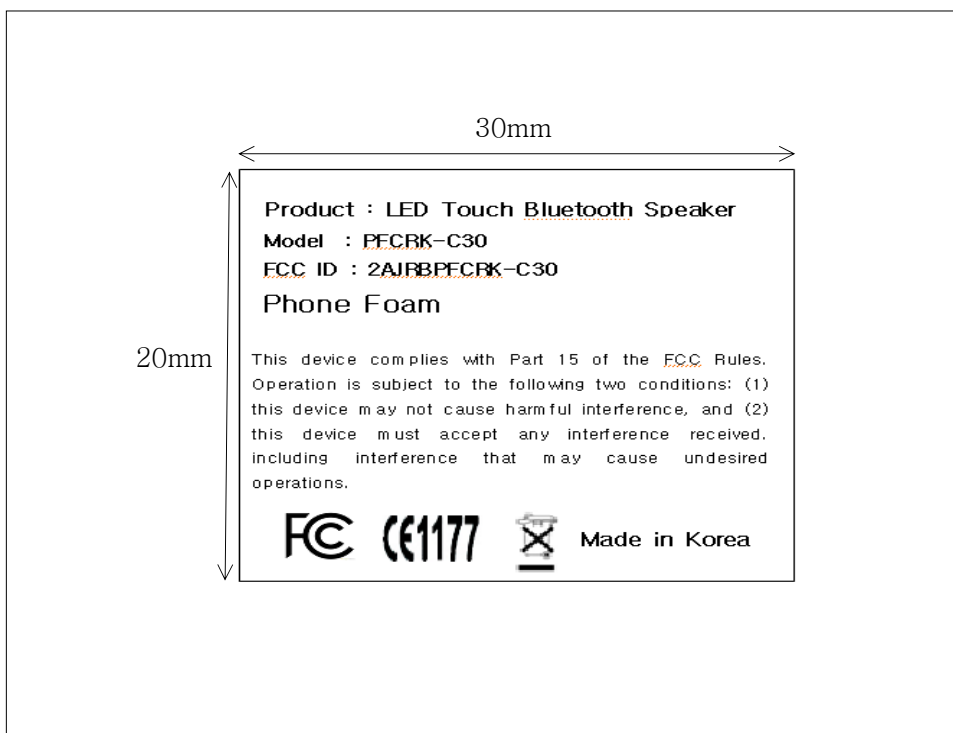 30mm
20mm
Product : LED Touch Bluetooth Speaker
Model : PFCRK-C30
FCC ID : 2AJRBPFCRK-C30
Phone Foam
This device complies with Part 15 of the FCC Rules.
Operation is subject to the following two conditions: (1)
this device may not cause harmful interference, and (2)
this device must accept any interference received.
including interference that may cause undesired
operations.
FC CE1177 Made in Korea